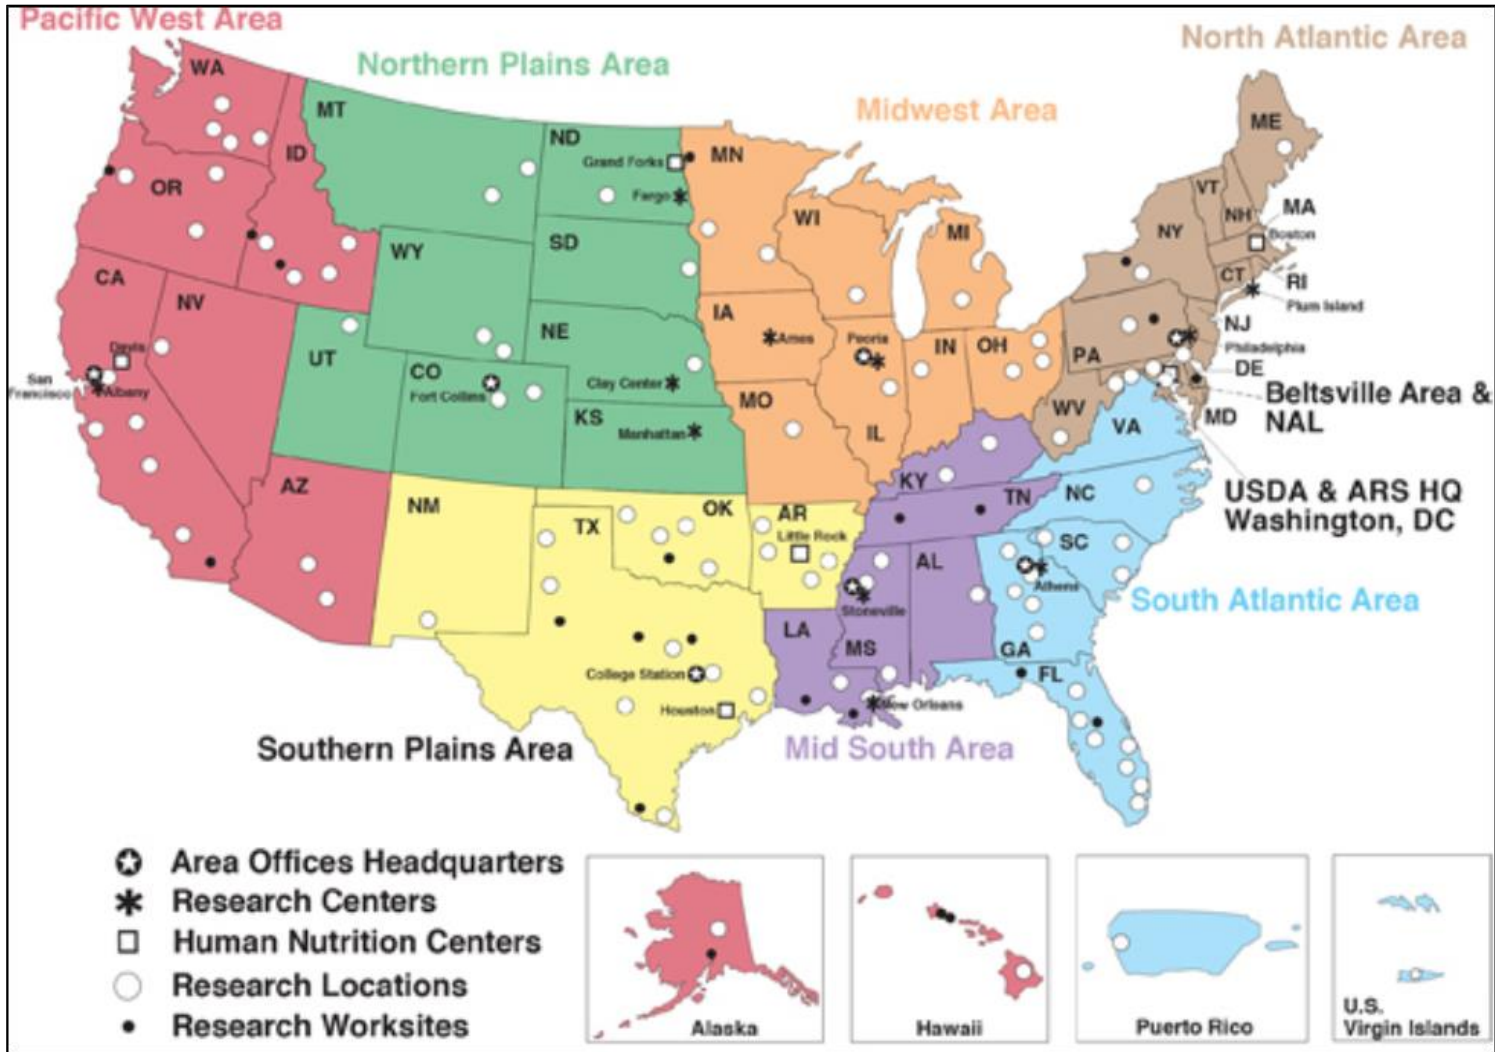 Pacific West Area
North Atlantic Area
Northern Plains Area
Midwest Area
WA
MT
ND
Grand Forks
MN
ME
ID
OR
Fargo
VT
NH
MA
Boston
WI
MI
NY
WY
SD
CA
NV
CT
RI
Plum Island
IA
Ames
NE
UT
CO
Fort Collins
Davis
San
Francisco
Albany
Clay Center
Peoria
IN
OH
PA
NJ
Philadelphia
DE
Beltsville Area &
NAL
KS
Manhattan
MO
IL
WV
VA
MD
AZ
NM
KY
TN
NC
USDA & ARS HQ
Washington, DC
TX
OK
AR
Little Rock
AL
SC
Athens
South Atlantic Area
Stoneville
LA
MS
GA
FL
College Station
Houston
New Orleans
Southern Plains Area
Mid South Area
Area Offices Headquarters
Research Centers
Human Nutrition Centers
Research Locations
Research Worksites
Alaska
Hawaii
Puerto Rico
U.S.
Virgin Islands